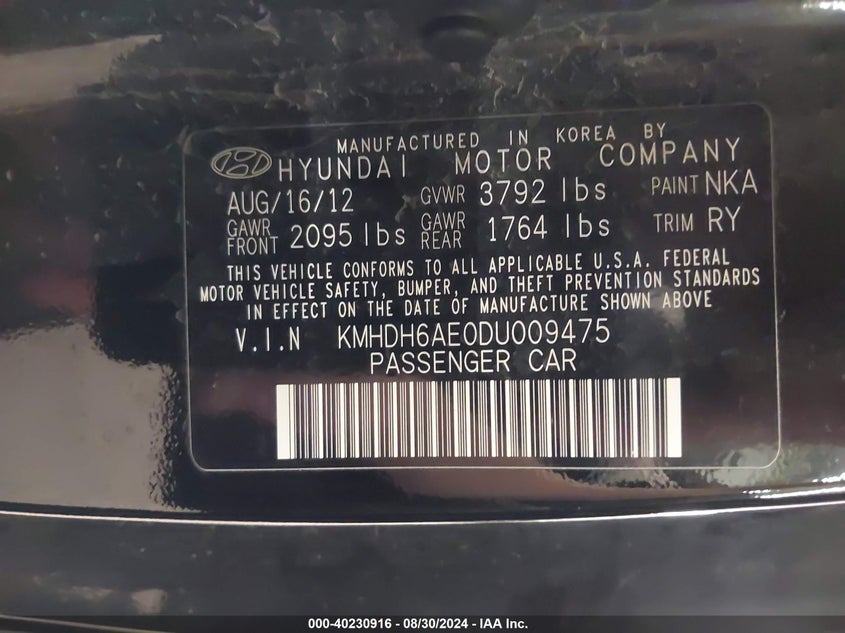 MANUFACTURED IN KOREA BY
HYUNDAI MOTOR COMPANY
AUG/16/12 GVWR 3792 lbs PAINT NKA
GAWR FRONT 2095 lbs GAWR REAR 1764 lbs TRIM RY
THIS VEHICLE CONFORMS TO ALL APPLICABLE U.S.A. FEDERAL
MOTOR VEHICLE SAFETY, BUMPER, AND THEFT PREVENTION STANDARDS
IN EFFECT ON THE DATE OF MANUFACTURE SHOWN ABOVE
V.I.N KMHDH6AE0DU009475
PASSENGER CAR
000-40230916 - 08/30/2024 - IAA Inc.